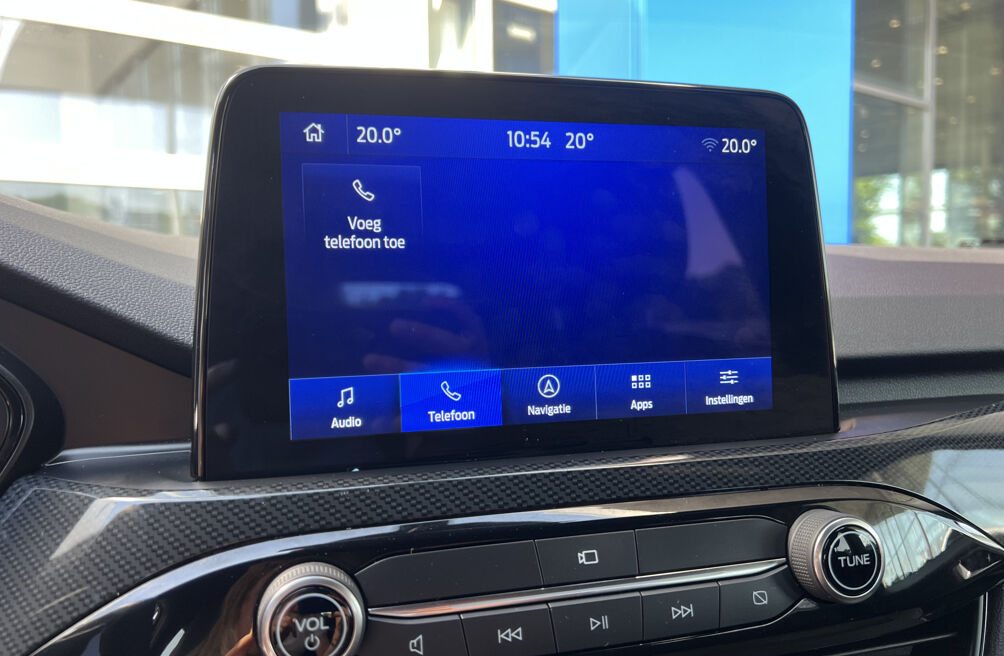 20.0° 10:54 20° 20.0°
Voeg
telefoon toe
Audio Telefoon Navigatie Apps Instellingen
VOL TUNE